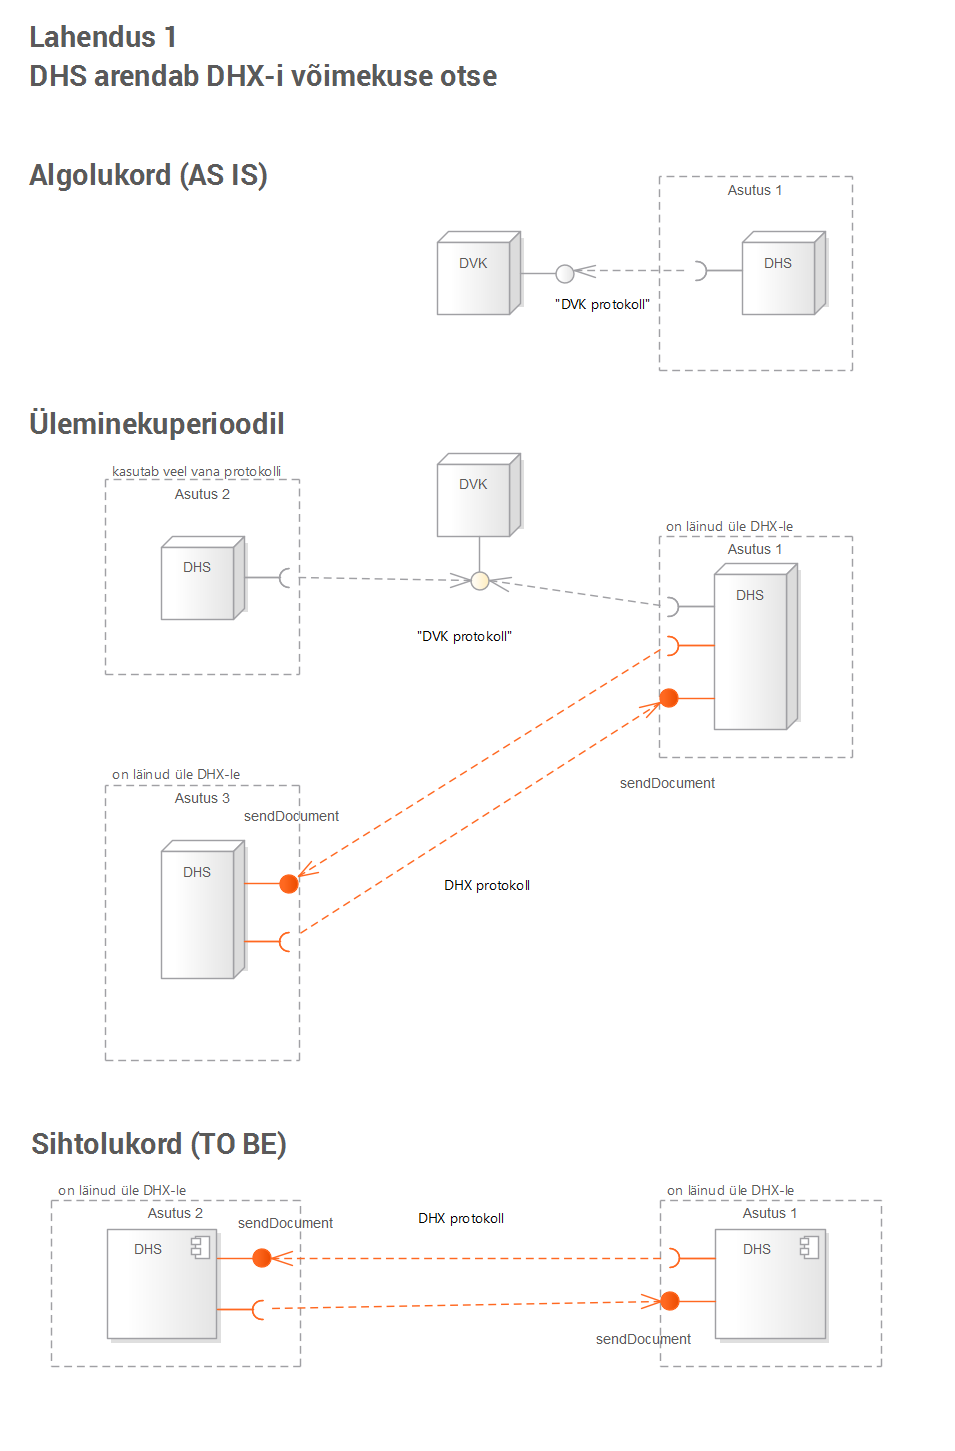 Lahendus 1
DHS arendab DHX-i võimekuse otse
Algolukord (AS IS)
Asutus 1
DVK
DHS
"DVK protokoll"
Üleminekuperioodil
kasutab veel vana protokolli
Asutus 2
DHS
DVK
"DVK protokoll"
on läinud üle DHX-le
Asutus 1
DHS
sendDocument
on läinud üle DHX-le
Asutus 3
sendDocument
DHS
DHX protokoll
Sihtolukord (TO BE)
on läinud üle DHX-le
Asutus 2
sendDocument
DHS
DHX protokoll
on läinud üle DHX-le
Asutus 1
DHS
sendDocument